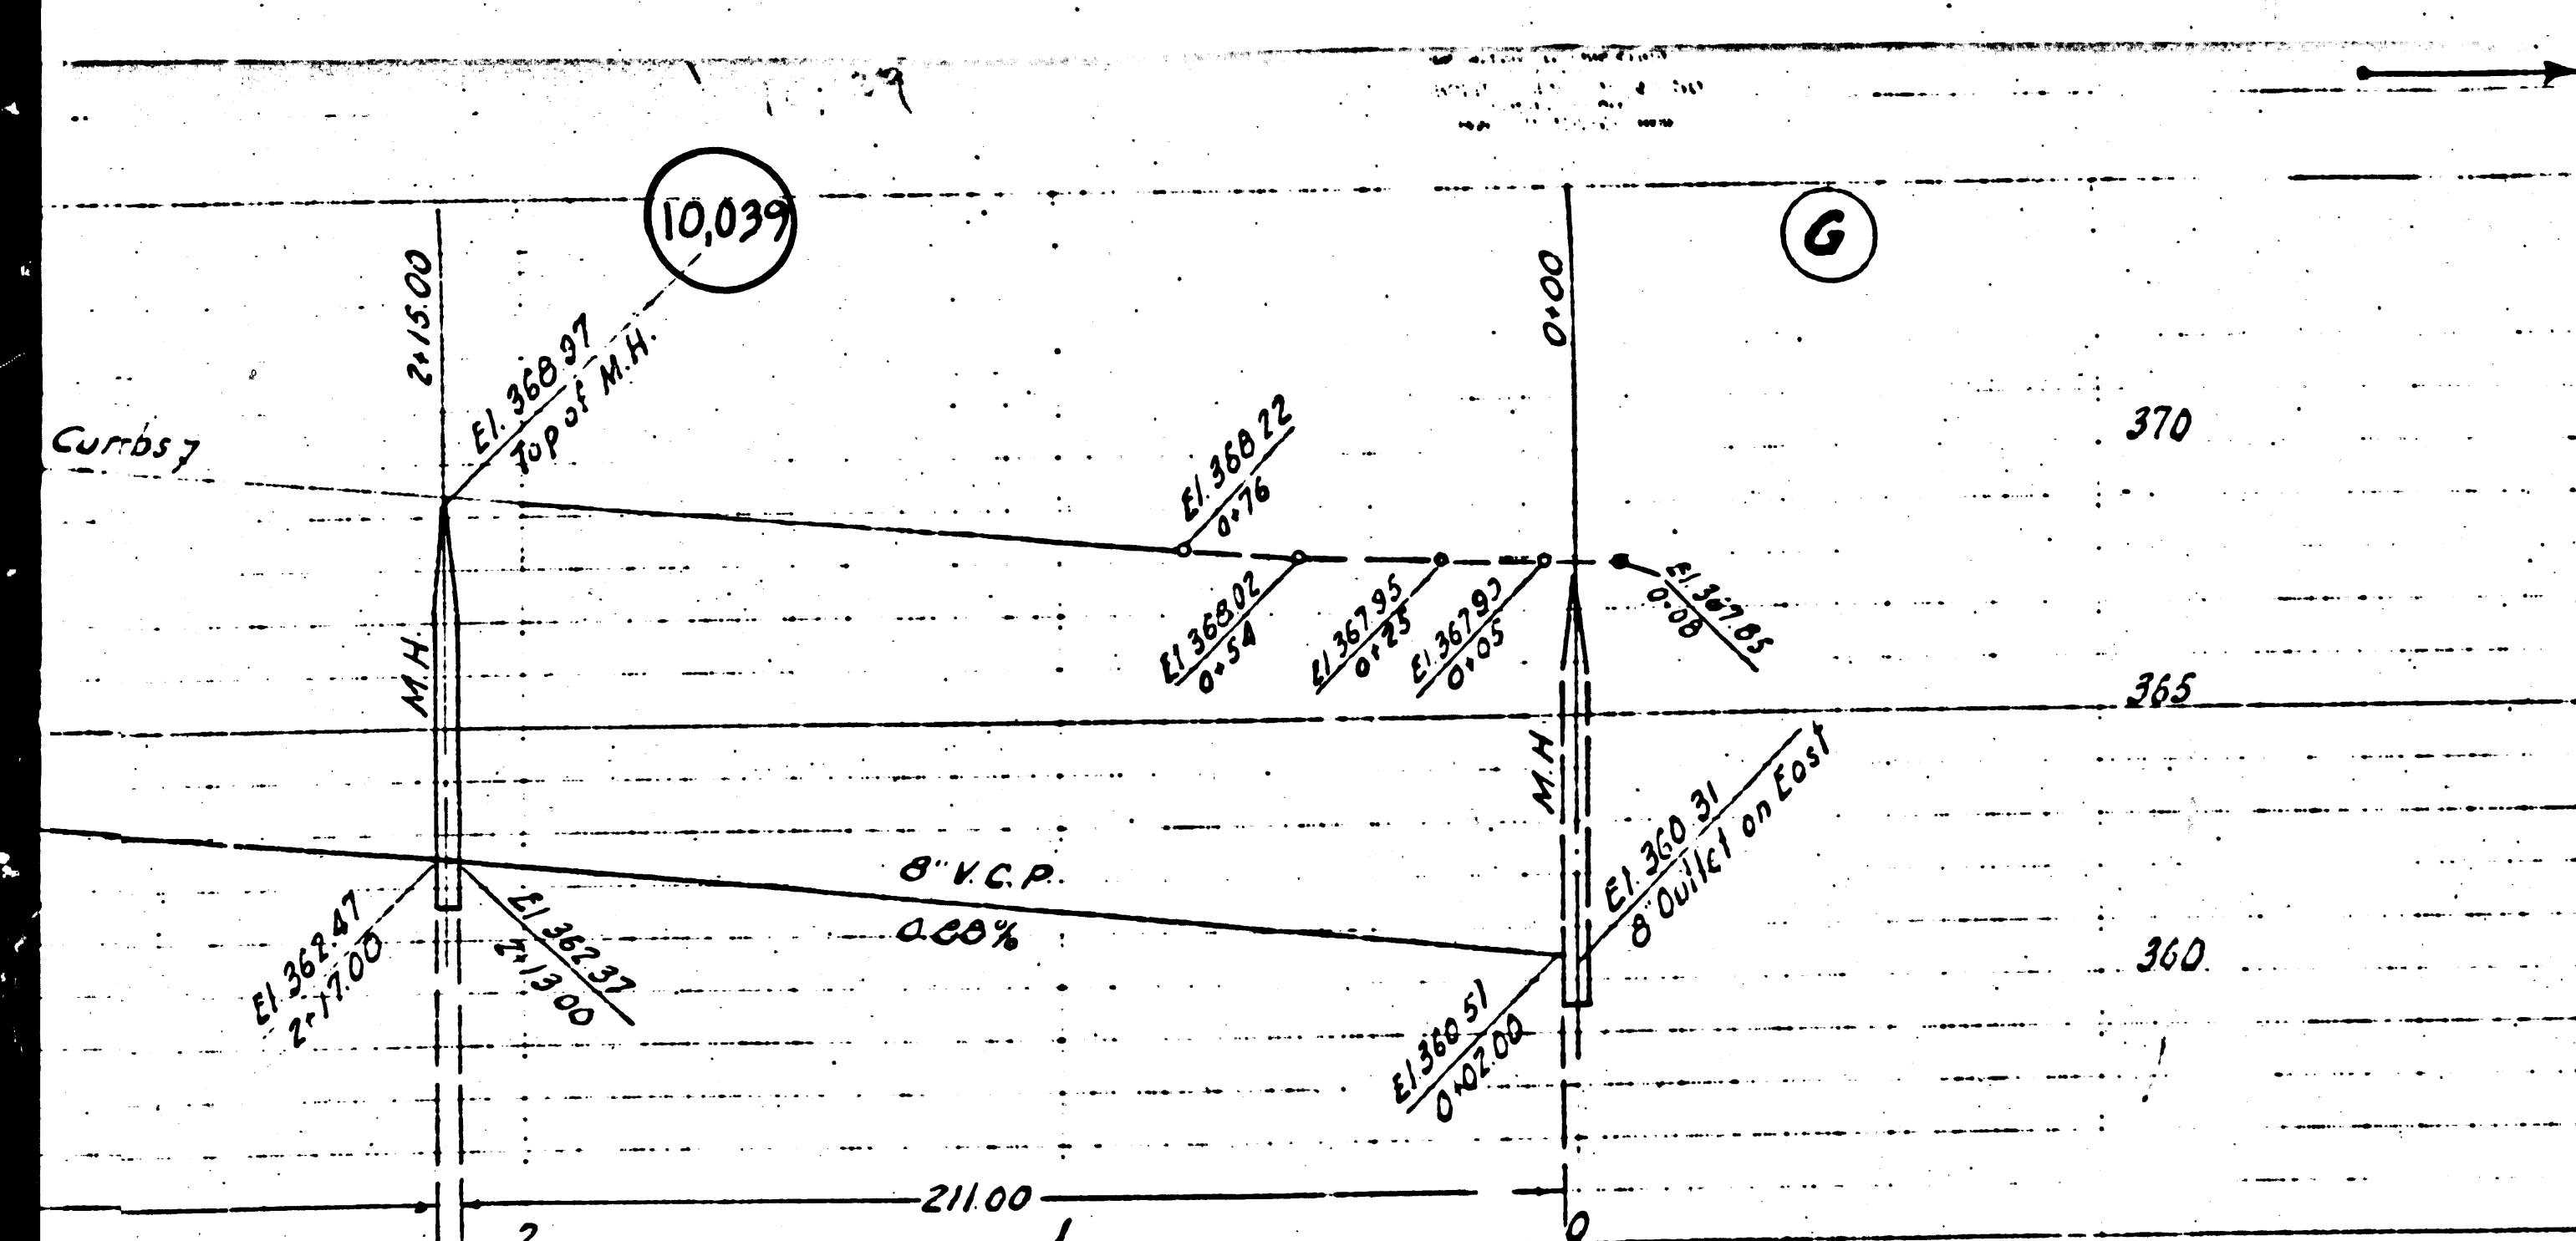 10,039
G
2+15.00
0+00
El. 368.97
Top of M.H.
Curbs
370
El. 368.22
0+76
El. 368.02
0+54
El. 367.95
0+25
El. 367.90
0+05
El. 367.85
0-08
M.H.
365
M.H.
El. 360.31
8" Outlet on East
8" V.C.P.
0.88%
El. 362.47
2+17.00
El. 362.37
2+13.00
360
El. 360.51
0+02.00
211.00
2
1
0